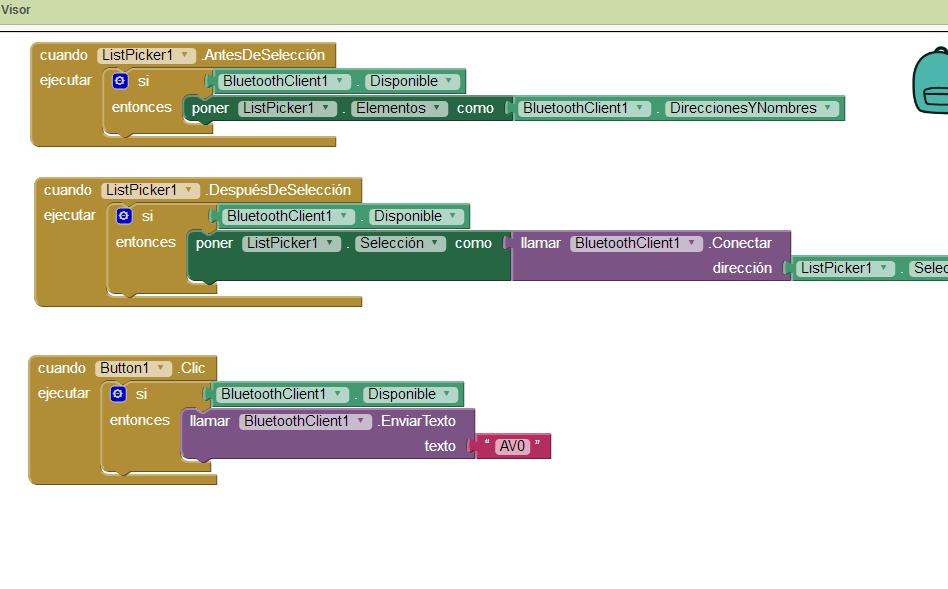 Visor
cuando ListPicker1 .AntesDeSelección
ejecutar si BluetoothClient1 . Disponible
entonces poner ListPicker1 . Elementos como BluetoothClient1 . DireccionesYNombres
cuando ListPicker1 .DespuésDeSelección
ejecutar si BluetoothClient1 . Disponible
entonces poner ListPicker1 . Selección como llamar BluetoothClient1 .Conectar
dirección ListPicker1 . Selec
cuando Button1 .Clic
ejecutar si BluetoothClient1 . Disponible
entonces llamar BluetoothClient1 .EnviarTexto
texto “ AV0 ”